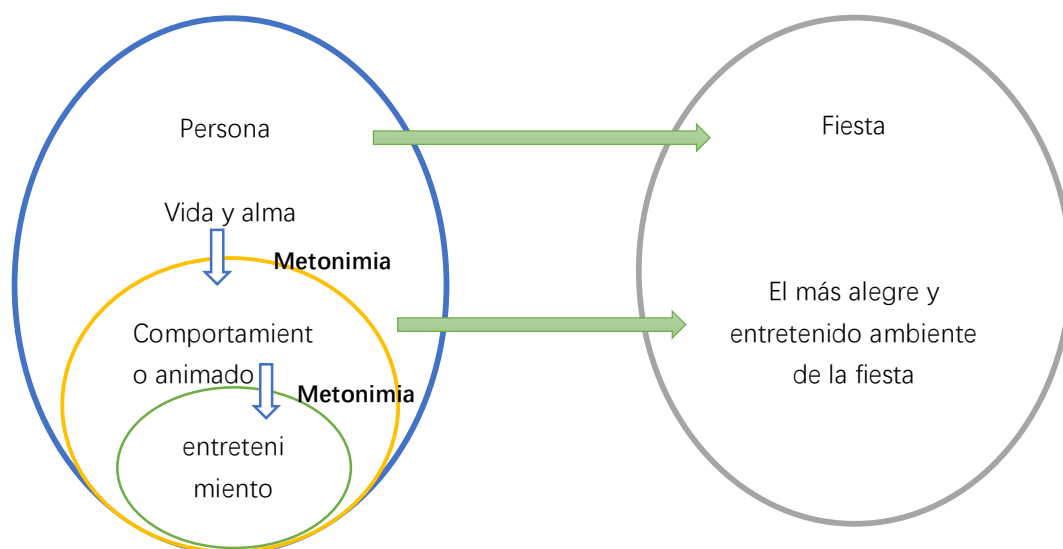 Persona
Vida y alma
Metonimia
Comportamient
o animado
Metonimia
entreteni
miento
Fiesta
El más alegre y
entretenido ambiente
de la fiesta